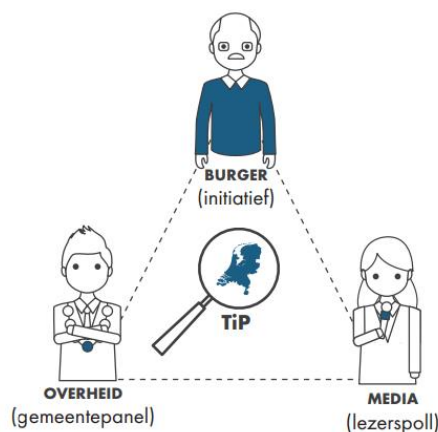 BURGER
(initiatief)
TiP
OVERHEID
(gemeentepanel)
MEDIA
(lezerspoll)